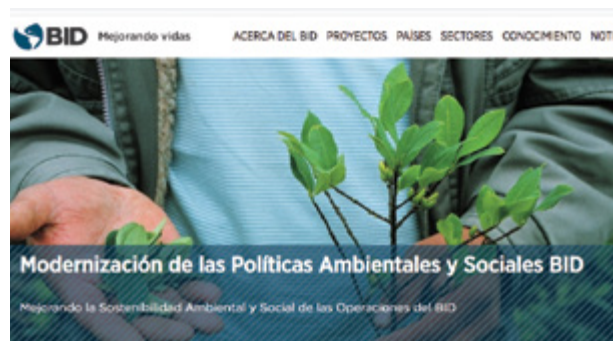 BID Mejorando vidas ACERCA DEL BID PROYECTOS PAÍSES SECTORES CONOCIMIENTO NOT
Modernización de las Políticas Ambientales y Sociales BID
Mejorando la Sostenibilidad Ambiental y Social de las Operaciones del BID